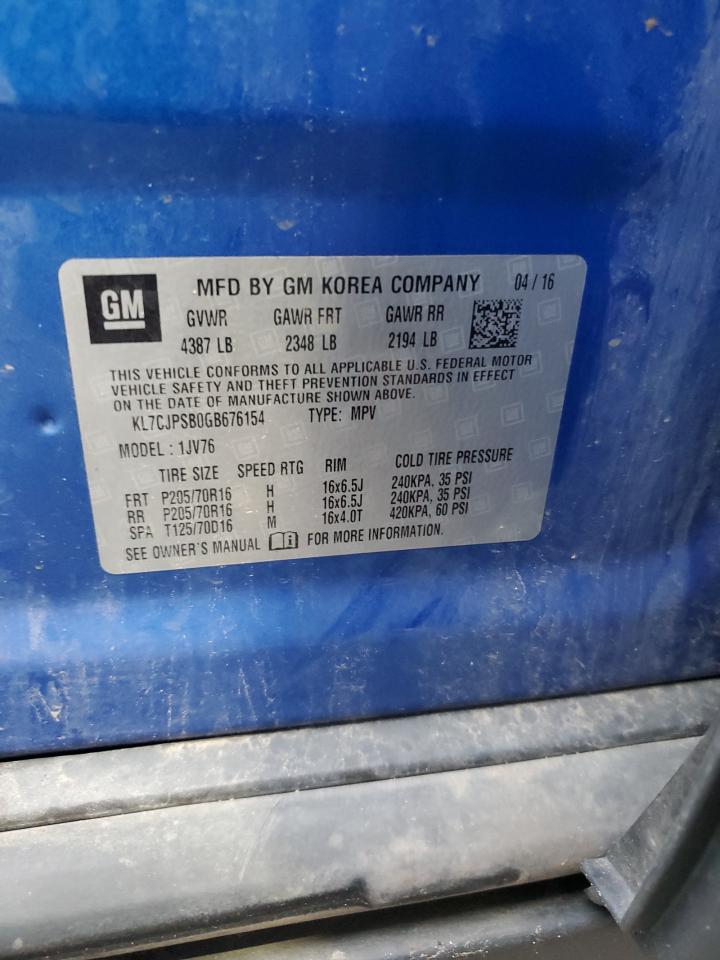 GM MFD BY GM KOREA COMPANY 04 / 16
GVWR GAWR FRT GAWR RR
4387 LB 2348 LB 2194 LB
THIS VEHICLE CONFORMS TO ALL APPLICABLE U.S. FEDERAL MOTOR
VEHICLE SAFETY AND THEFT PREVENTION STANDARDS IN EFFECT
ON THE DATE OF MANUFACTURE SHOWN ABOVE.
KL7CJPSB0GB676154 TYPE: MPV
MODEL : 1JV76
TIRE SIZE SPEED RTG RIM COLD TIRE PRESSURE
FRT P205/70R16 H 16x6.5J 240KPA, 35 PSI
RR P205/70R16 H 16x6.5J 240KPA, 35 PSI
SPA T125/70D16 M 16x4.0T 420KPA, 60 PSI
SEE OWNER'S MANUAL FOR MORE INFORMATION.